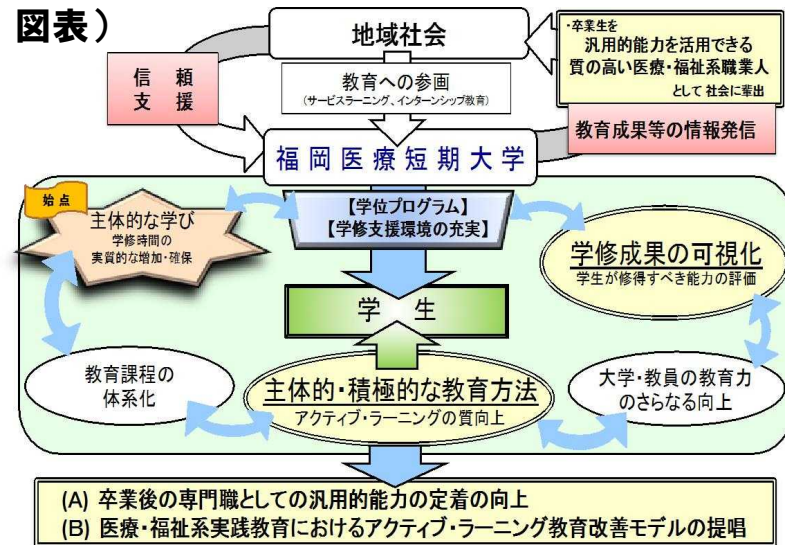 図表）
地域社会
・卒業生を
汎用的能力を活用できる
質の高い医療・福祉系職業人
として 社会に輩出
信　頼
支　援
教育への参画
（サービスラーニング、インターンシップ教育）
教育成果等の情報発信
福岡医療短期大学
始点
主体的な学び
学修時間の
実質的な増加・確保
【学位プログラム】
【学修支援環境の充実】
学修成果の可視化
学生が修得すべき能力の評価
学　生
教育課程の
体系化
主体的・積極的な教育方法
アクティブ・ラーニングの質向上
大学・教員の教育力
のさらなる向上
(A) 卒業後の専門職としての汎用的能力の定着の向上
(B) 医療・福祉系実践教育におけるアクティブ・ラーニング教育改善モデルの提唱